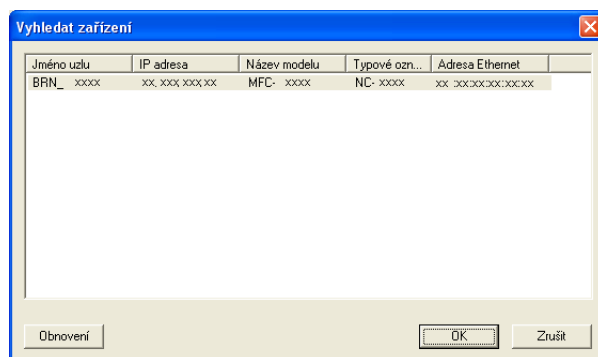 Vyhledat zařízení
Jméno uzlu IP adresa Název modelu Typové ozn... Adresa Ethernet
BRN_ xxxx xx, xxx, xxx, xx MFC- xxxx NC- xxxx xx :xx:xx:xx:xx:xx
Obnovení OK Zrušit